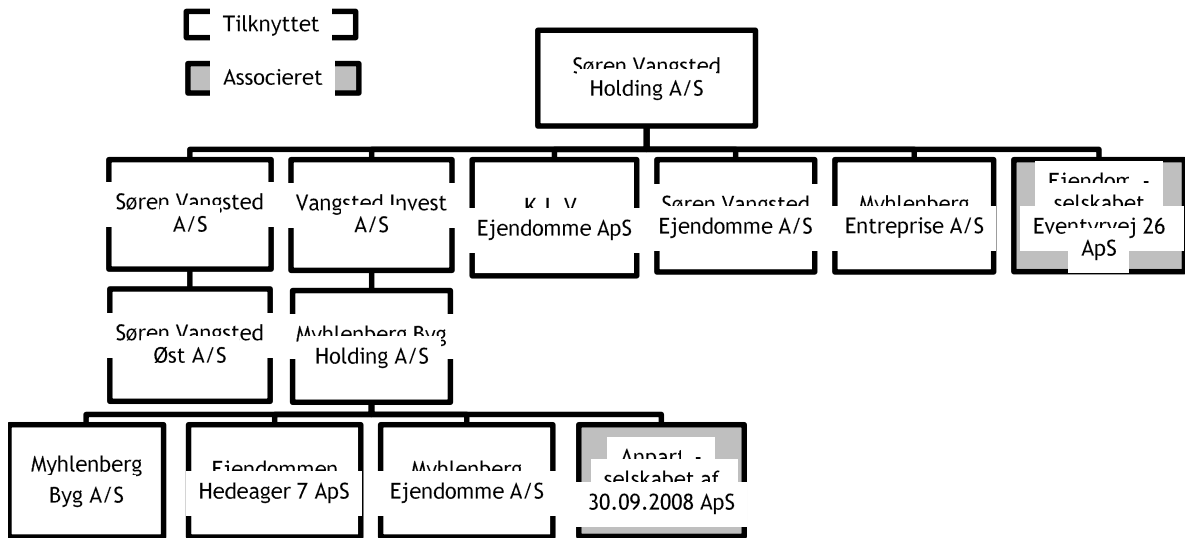 Tilknyttet
Associeret
Søren Vangsted
Holding A/S
Søren Vangsted
A/S
Vangsted Invest
A/S
K.L.V.
Ejendomme ApS
Søren Vangsted
Ejendomme A/S
Myhlenberg
Entreprise A/S
Ejendom -
selskabet
Eventyrvej 26
ApS
Søren Vangsted
Øst A/S
Myhlenberg Byg
Holding A/S
Myhlenberg
Byg A/S
Ejendommen
Hedeager 7 ApS
Myhlenberg
Ejendomme A/S
Anpart -
selskabet af
30.09.2008 ApS